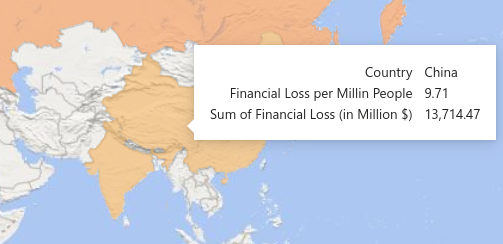 Country China
Financial Loss per Millin People 9.71
Sum of Financial Loss (in Million $) 13,714.47